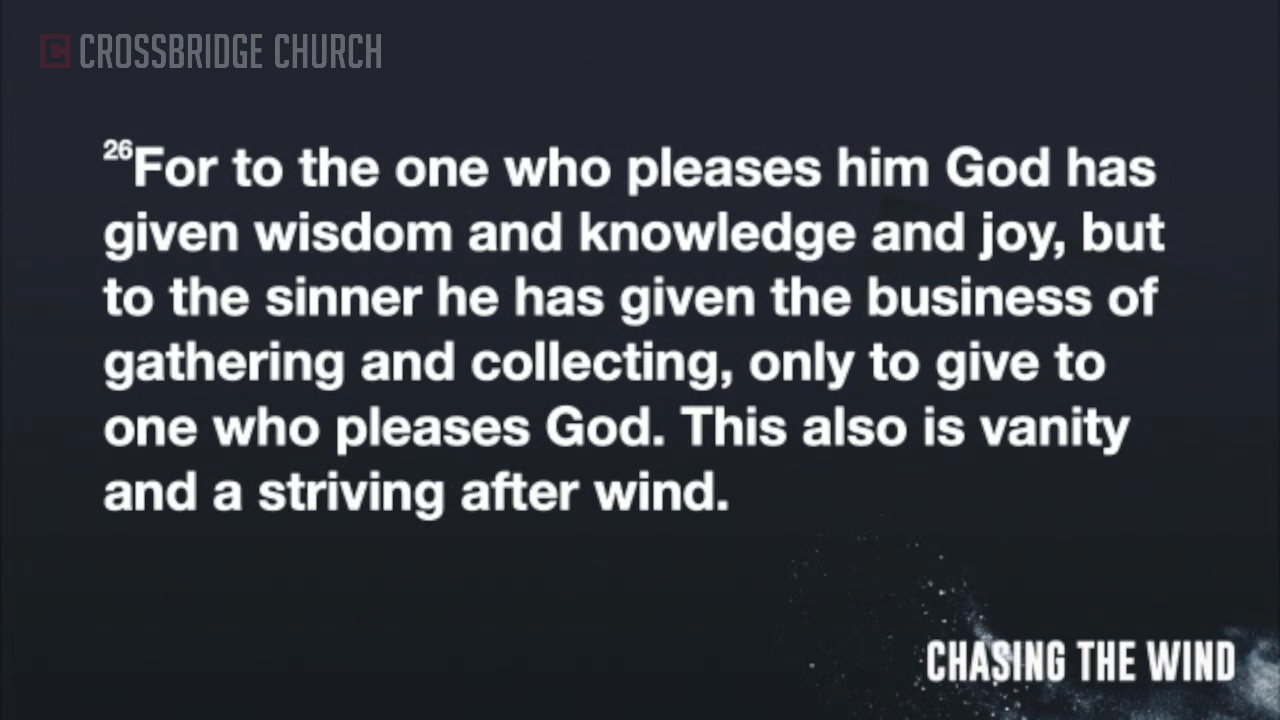 CROSSBRIDGE CHURCH
26For to the one who pleases him God has
given wisdom and knowledge and joy, but
to the sinner he has given the business of
gathering and collecting, only to give to
one who pleases God. This also is vanity
and a striving after wind.
CHASING THE WIND